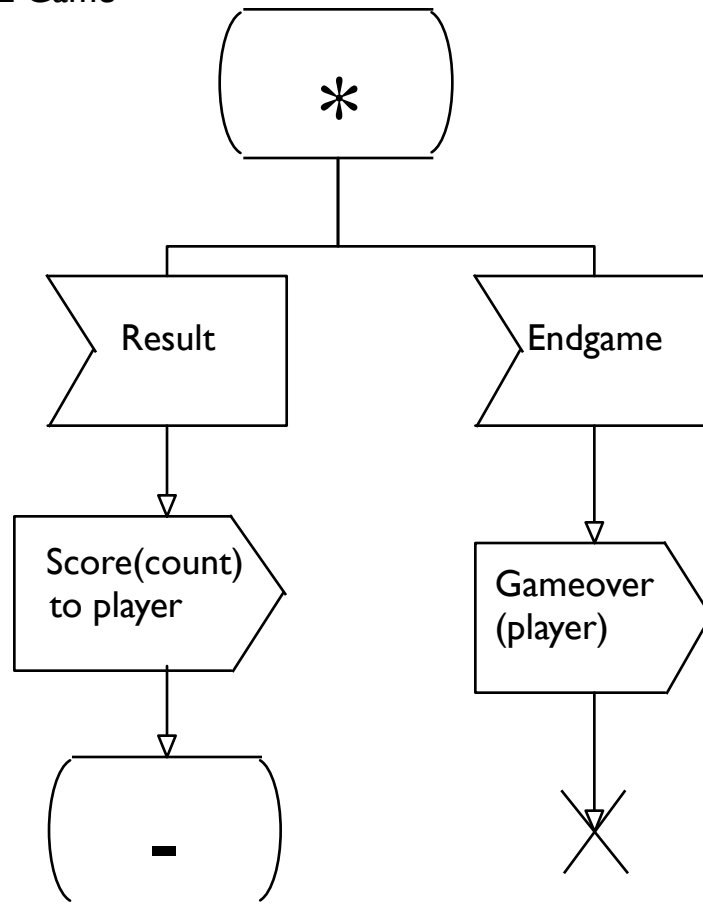 Game
*
Result
Endgame
Score(count)
to player
Gameover
(player)
-